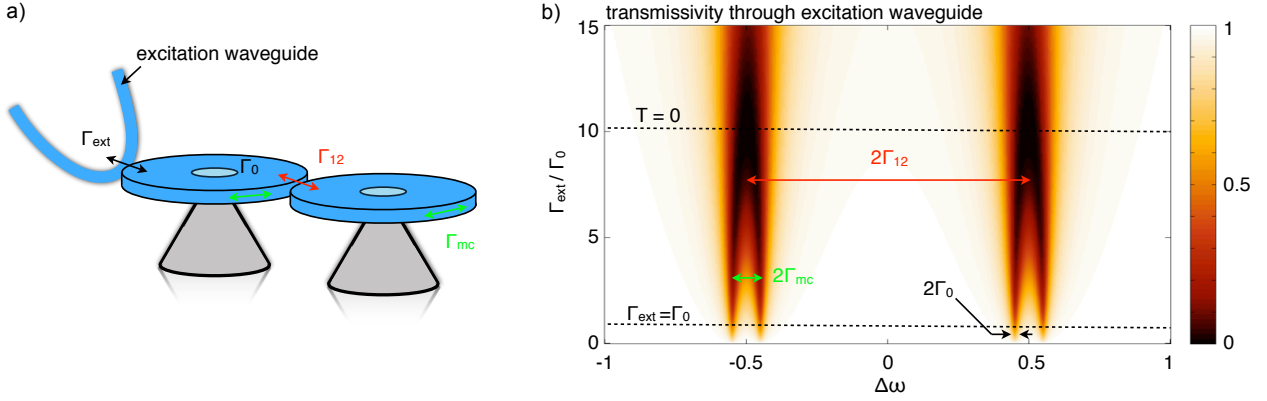 a)
excitation waveguide
Γext
Γ0
Γ12
Γmc
b)
transmissivity through excitation waveguide
15
10
5
0
Γext / Γ0
T = 0
2Γ12
2Γmc
2Γ0
Γext=Γ0
-1
-0.5
0
0.5
1
Δω
1
0.5
0